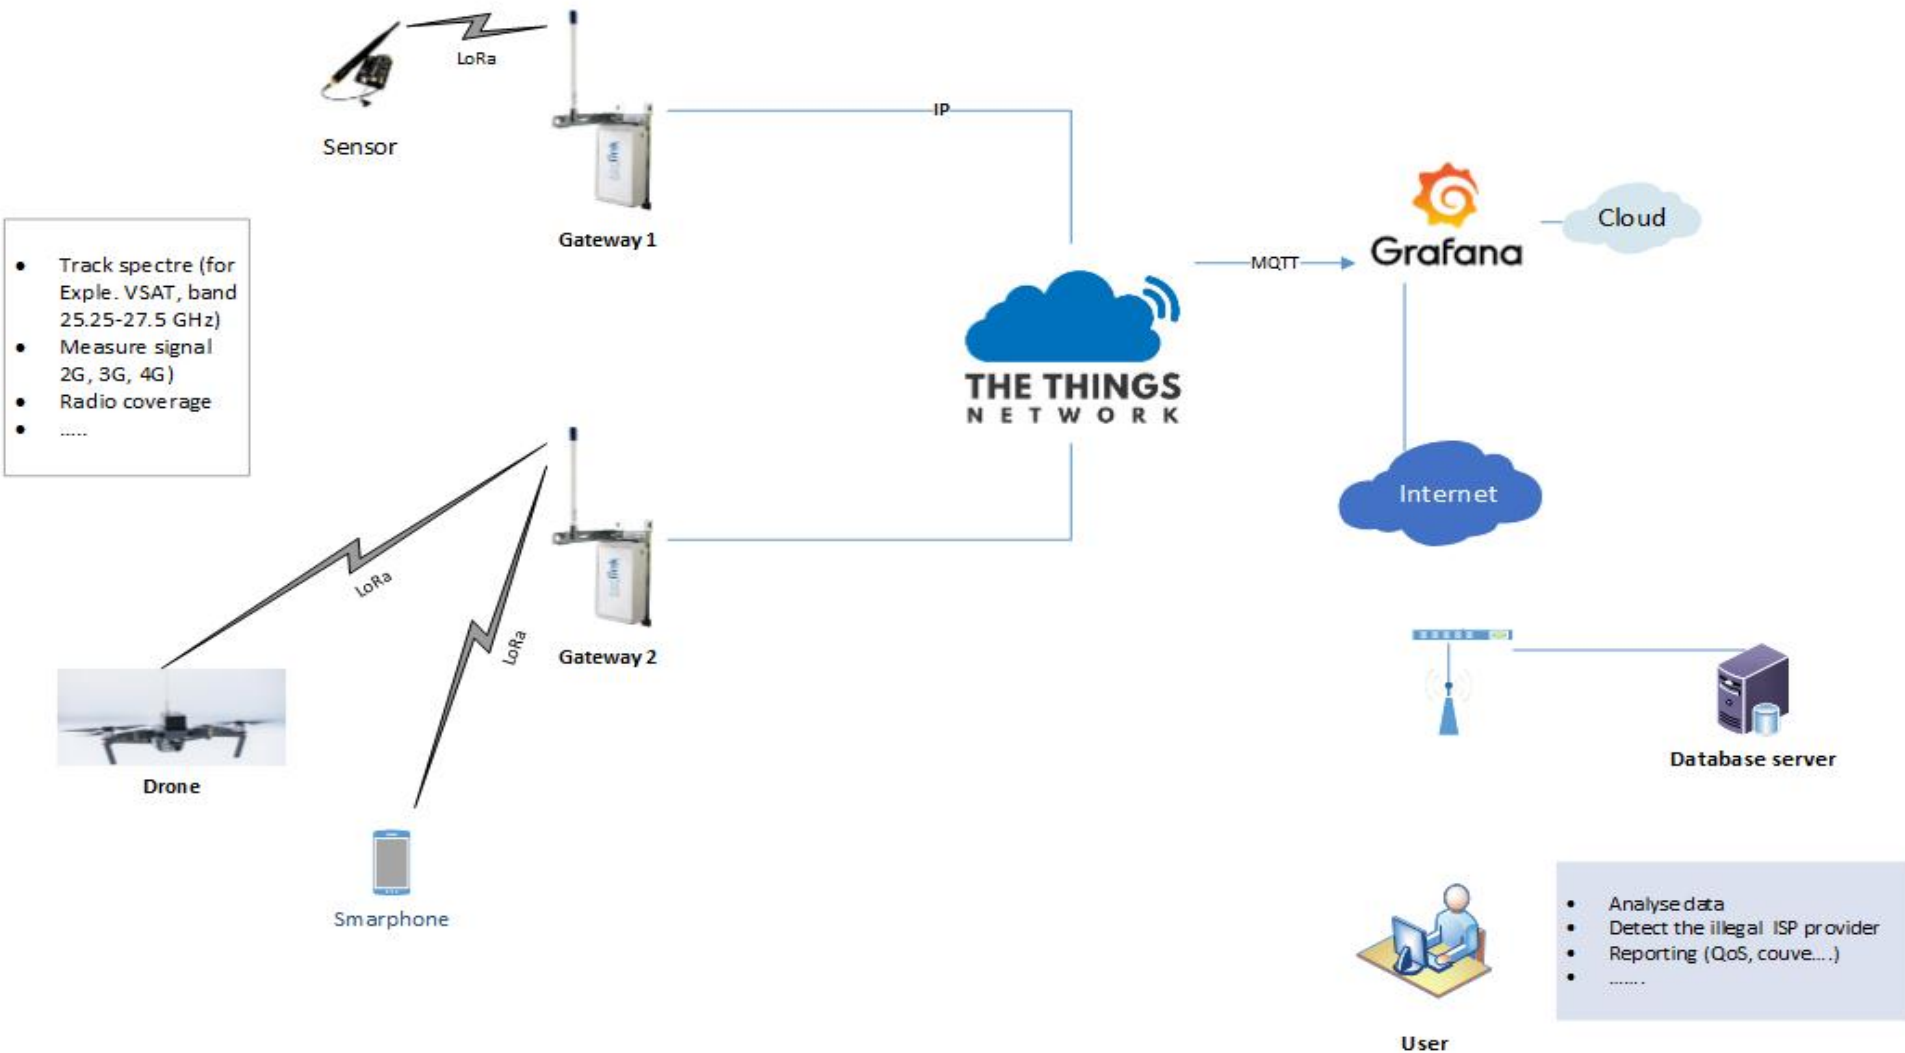 LoRa
Sensor
Gateway 1
IP
• Track spectre (for
Exple. VSAT, band
25.25-27.5 GHz)
• Measure signal
2G, 3G, 4G)
• Radio coverage
• .....
THE THINGS
NETWORK
MQTT
Grafana
Cloud
Internet
LoRa
LoRa
Gateway 2
Drone
Smarphone
Database server
• Analyse data
• Detect the illegal ISP provider
• Reporting (QoS, couve....)
• .......
User